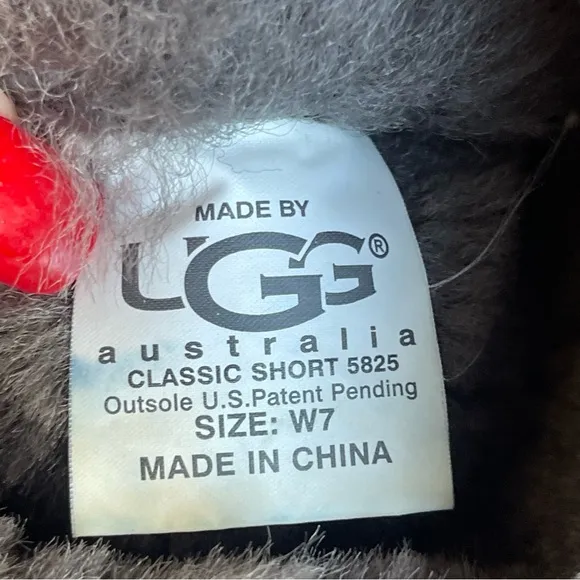 MADE BY
UGG®
australia
CLASSIC SHORT 5825
Outsole U.S.Patent Pending
SIZE: W7
MADE IN CHINA